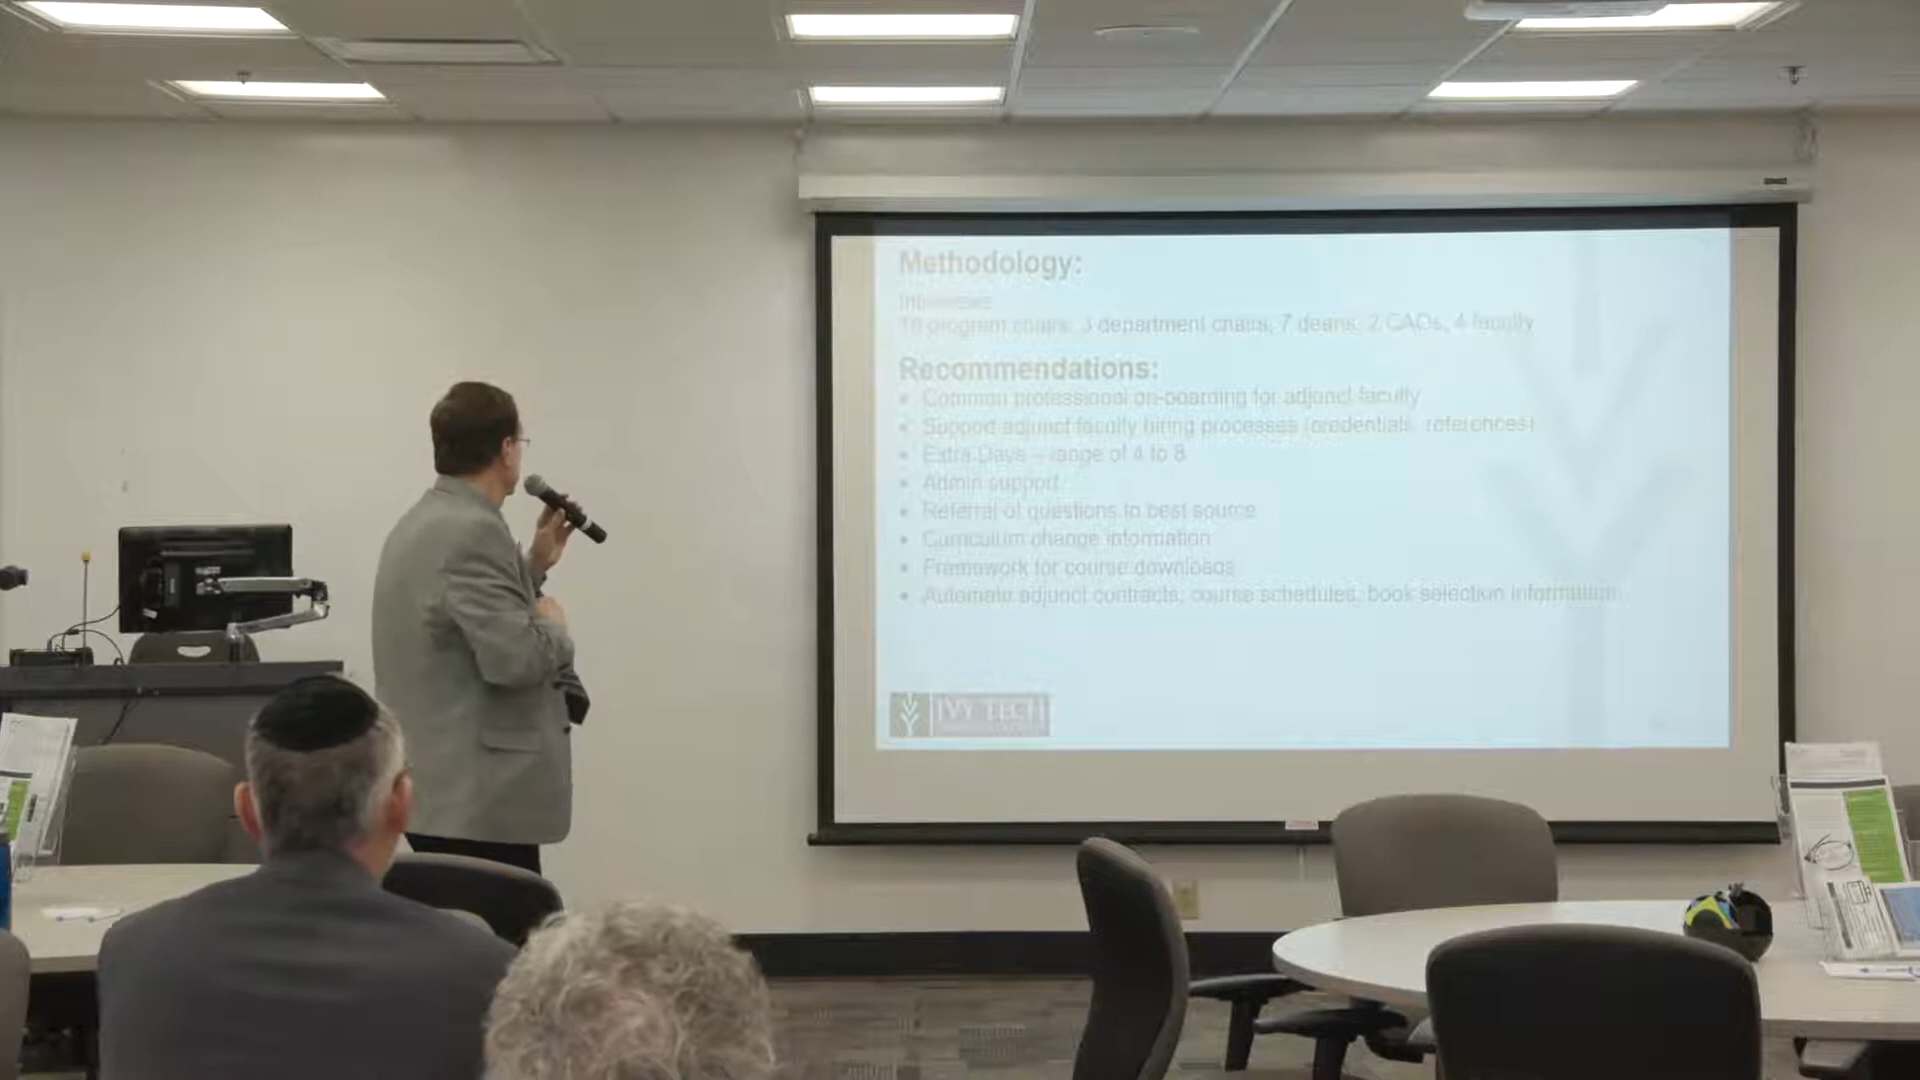 Methodology:
Interviews
program chairs, 3 department chairs, 7 deans, 2 CAOs, 4 faculty
Recommendations:
• Common professional on-boarding for adjunct faculty
• Support adjunct faculty hiring processes (credentials, references)
• Extra Days – range of 4 to 8
• Admin support
• Referral of questions to best source
• Curriculum change information
• Framework for course downloads
• Automate adjunct contracts, course schedules, book selection information
IVY TECH